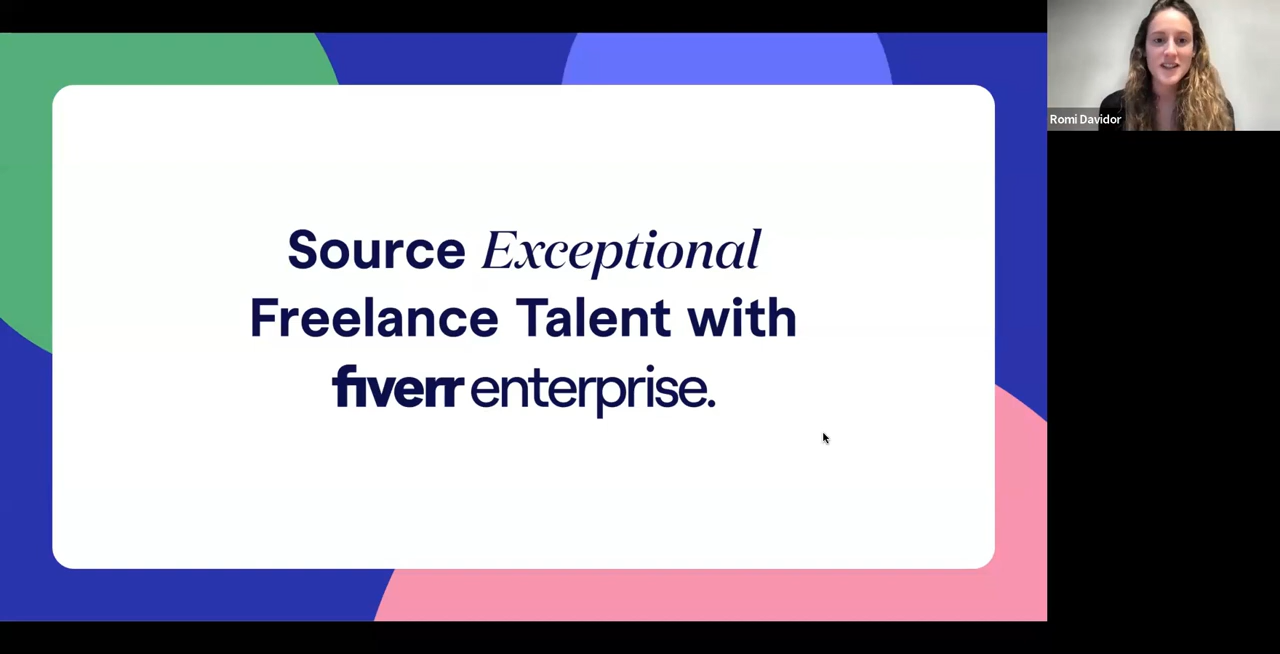 Source Exceptional
Freelance Talent with
fiverr enterprise.
Romi Davidor